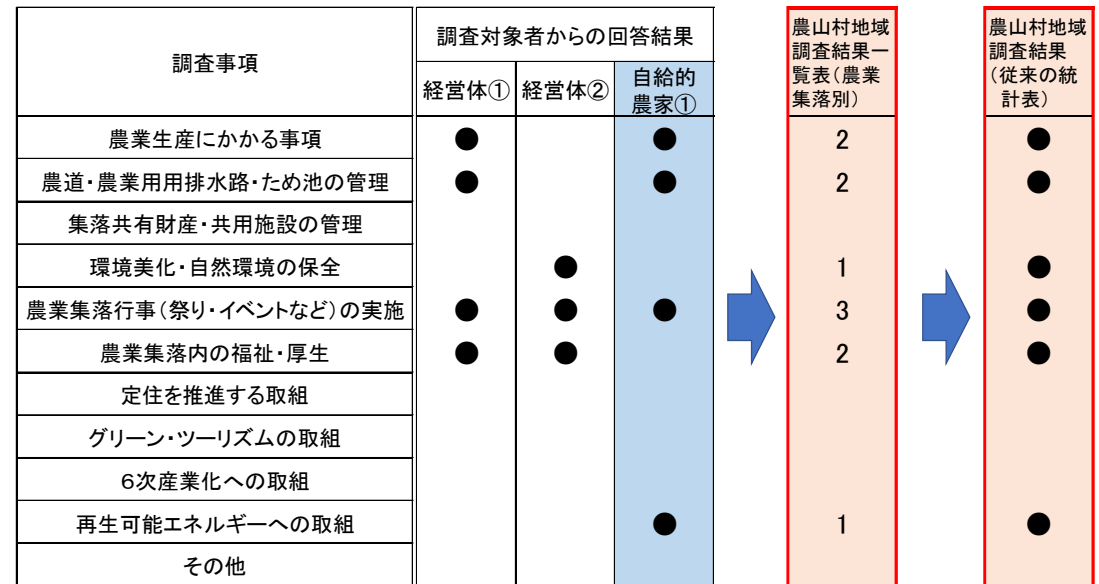 調査事項
調査対象者からの回答結果
経営体①
経営体②
自給的
農家①
農山村地域
調査結果一
覧表(農業
集落別)
農山村地域
調査結果
(従来の統
計表)
農業生産にかかる事項 ● ● 2 ●
農道・農業用用排水路・ため池の管理 ● ● 2 ●
集落共有財産・共用施設の管理
環境美化・自然環境の保全 ● 1 ●
農業集落行事(祭り・イベントなど)の実施 ● ● ● 3 ●
農業集落内の福祉・厚生 ● ● 2 ●
定住を推進する取組
グリーン・ツーリズムの取組
6次産業化への取組
再生可能エネルギーへの取組 ● 1 ●
その他